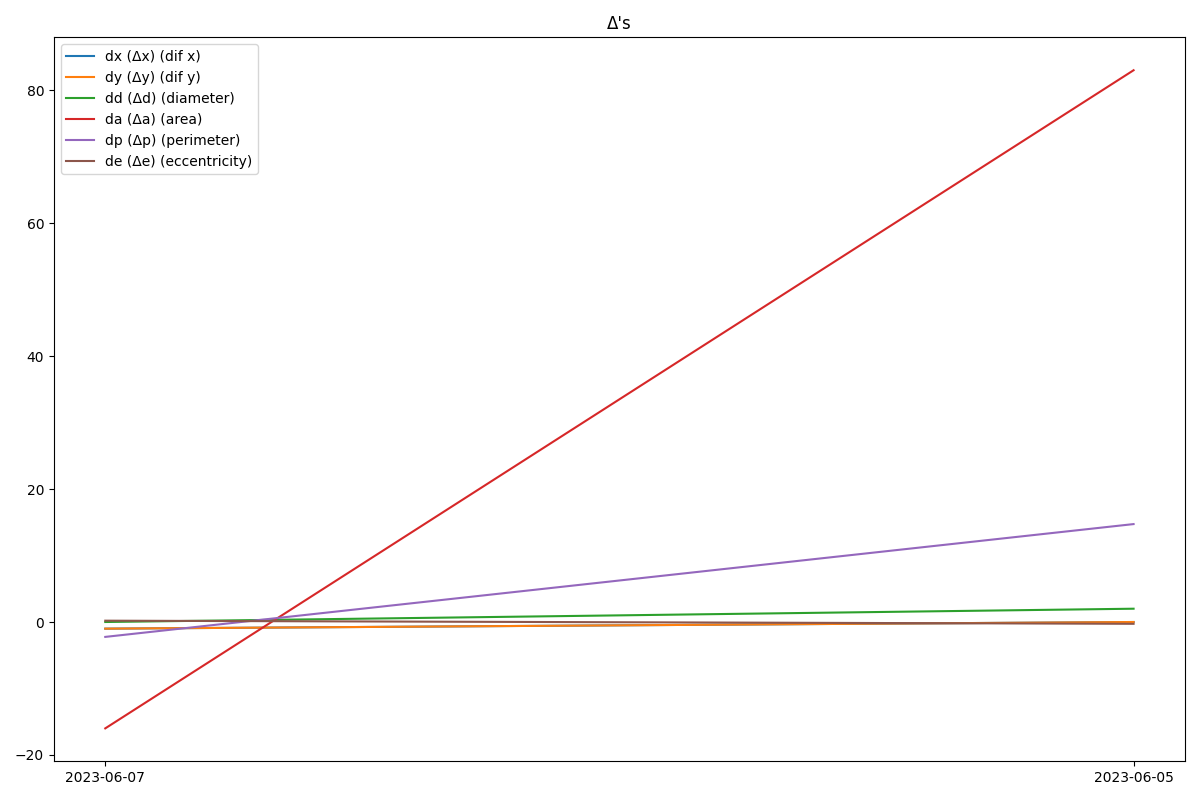 Δ's
dx (Δx) (dif x)
dy (Δy) (dif y)
dd (Δd) (diameter)
da (Δa) (area)
dp (Δp) (perimeter)
de (Δe) (eccentricity)
80
60
40
20
0
−20
2023-06-07
2023-06-05